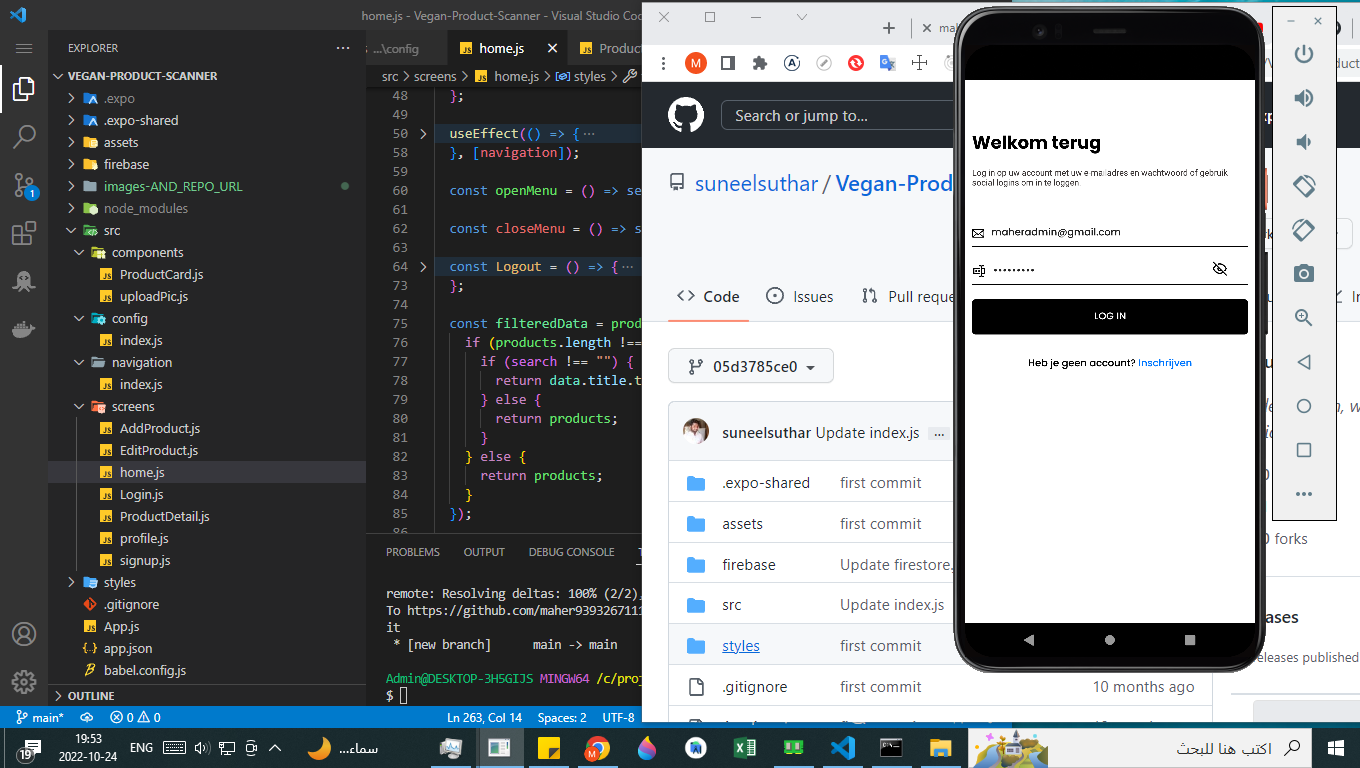 home.js - Vegan-Product-Scanner - Visual Studio Cod
EXPLORER
VEGAN-PRODUCT-SCANNER
.expo
.expo-shared
assets
firebase
images-AND_REPO_URL
node_modules
src
components
ProductCard.js
uploadPic.js
config
index.js
navigation
index.js
screens
AddProduct.js
EditProduct.js
home.js
Login.js
ProductDetail.js
profile.js
signup.js
styles
.gitignore
App.js
app.json
babel.config.js
OUTLINE
...\config
home.js
Product
src > screens > home.js > styles >
48 };
49
50 useEffect(() => {
58 }, [navigation]);
59
60 const openMenu = () => se
61
62 const closeMenu = () => s
63
64 const Logout = () => {
73 };
74
75 const filteredData = prod
76 if (products.length !==
77 if (search !== "") {
78 return data.title.t
79 } else {
80 return products;
81 }
82 } else {
83 return products;
84 }
85 });
86
PROBLEMS OUTPUT DEBUG CONSOLE
remote: Resolving deltas: 100% (2/2),
To https://github.com/maher9393267111
it
* [new branch] main -> main
Admin@DESKTOP-3H5GIJS MINGW64 /c/proj
$
main* 0 0 Ln 263, Col 14 Spaces: 2 UTF-8
mah
M
Search or jump to...
suneelsuthar / Vegan-Prod
Code Issues Pull reque
05d3785ce0
suneelsuthar Update index.js
.expo-shared first commit
assets first commit
firebase Update firestore.
src Update index.js
styles first commit
.gitignore first commit 10 months ago
0 forks
eleases published
Welkom terug
Log in op uw account met uw e-mailadres en wachtwoord of gebruik
social logins om in te loggen.
maheradmin@gmail.com
•••••••••
LOG IN
Heb je geen account? Inschrijven
19
19:53
2022-10-24
ENG
سماء...
اكتب هنا للبحث